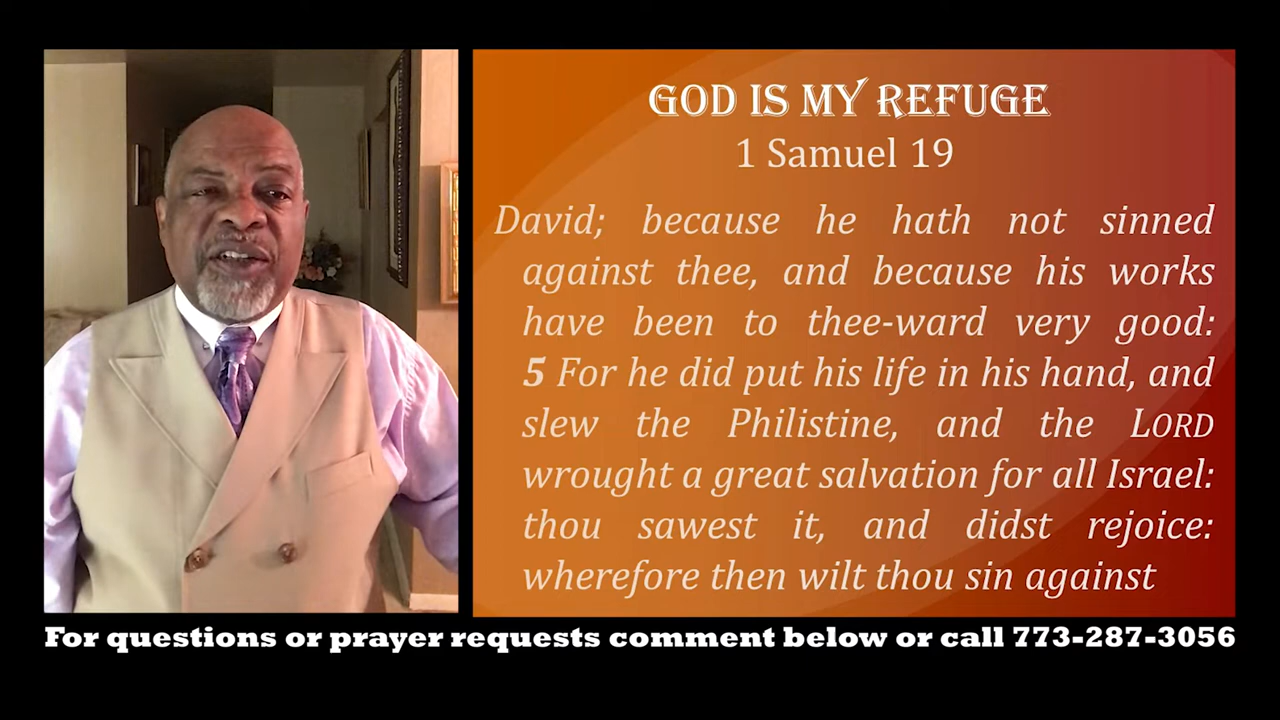 GOD IS MY REFUGE
1 Samuel 19
David; because he hath not sinned
against thee, and because his works
have been to thee-ward very good:
5 For he did put his life in his hand, and
slew the Philistine, and the LORD
wrought a great salvation for all Israel:
thou sawest it, and didst rejoice:
wherefore then wilt thou sin against
For questions or prayer requests comment below or call 773-287-3056